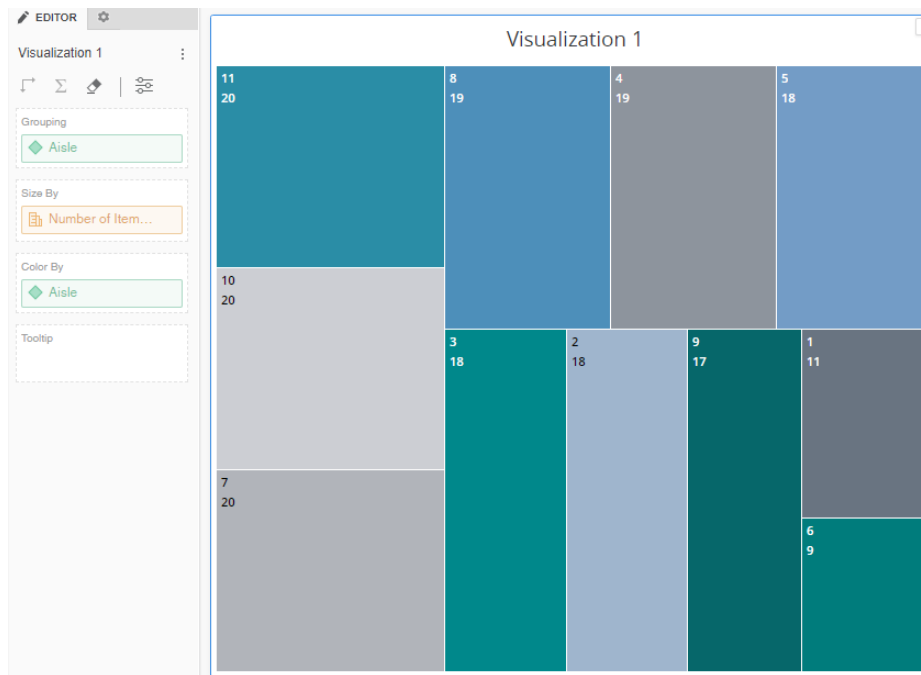 EDITOR
Visualization 1
Grouping
Aisle
Size By
Number of Item...
Color By
Aisle
Tooltip
Visualization 1
11
20
8
19
4
19
5
18
10
20
3
18
2
18
9
17
1
11
7
20
6
9